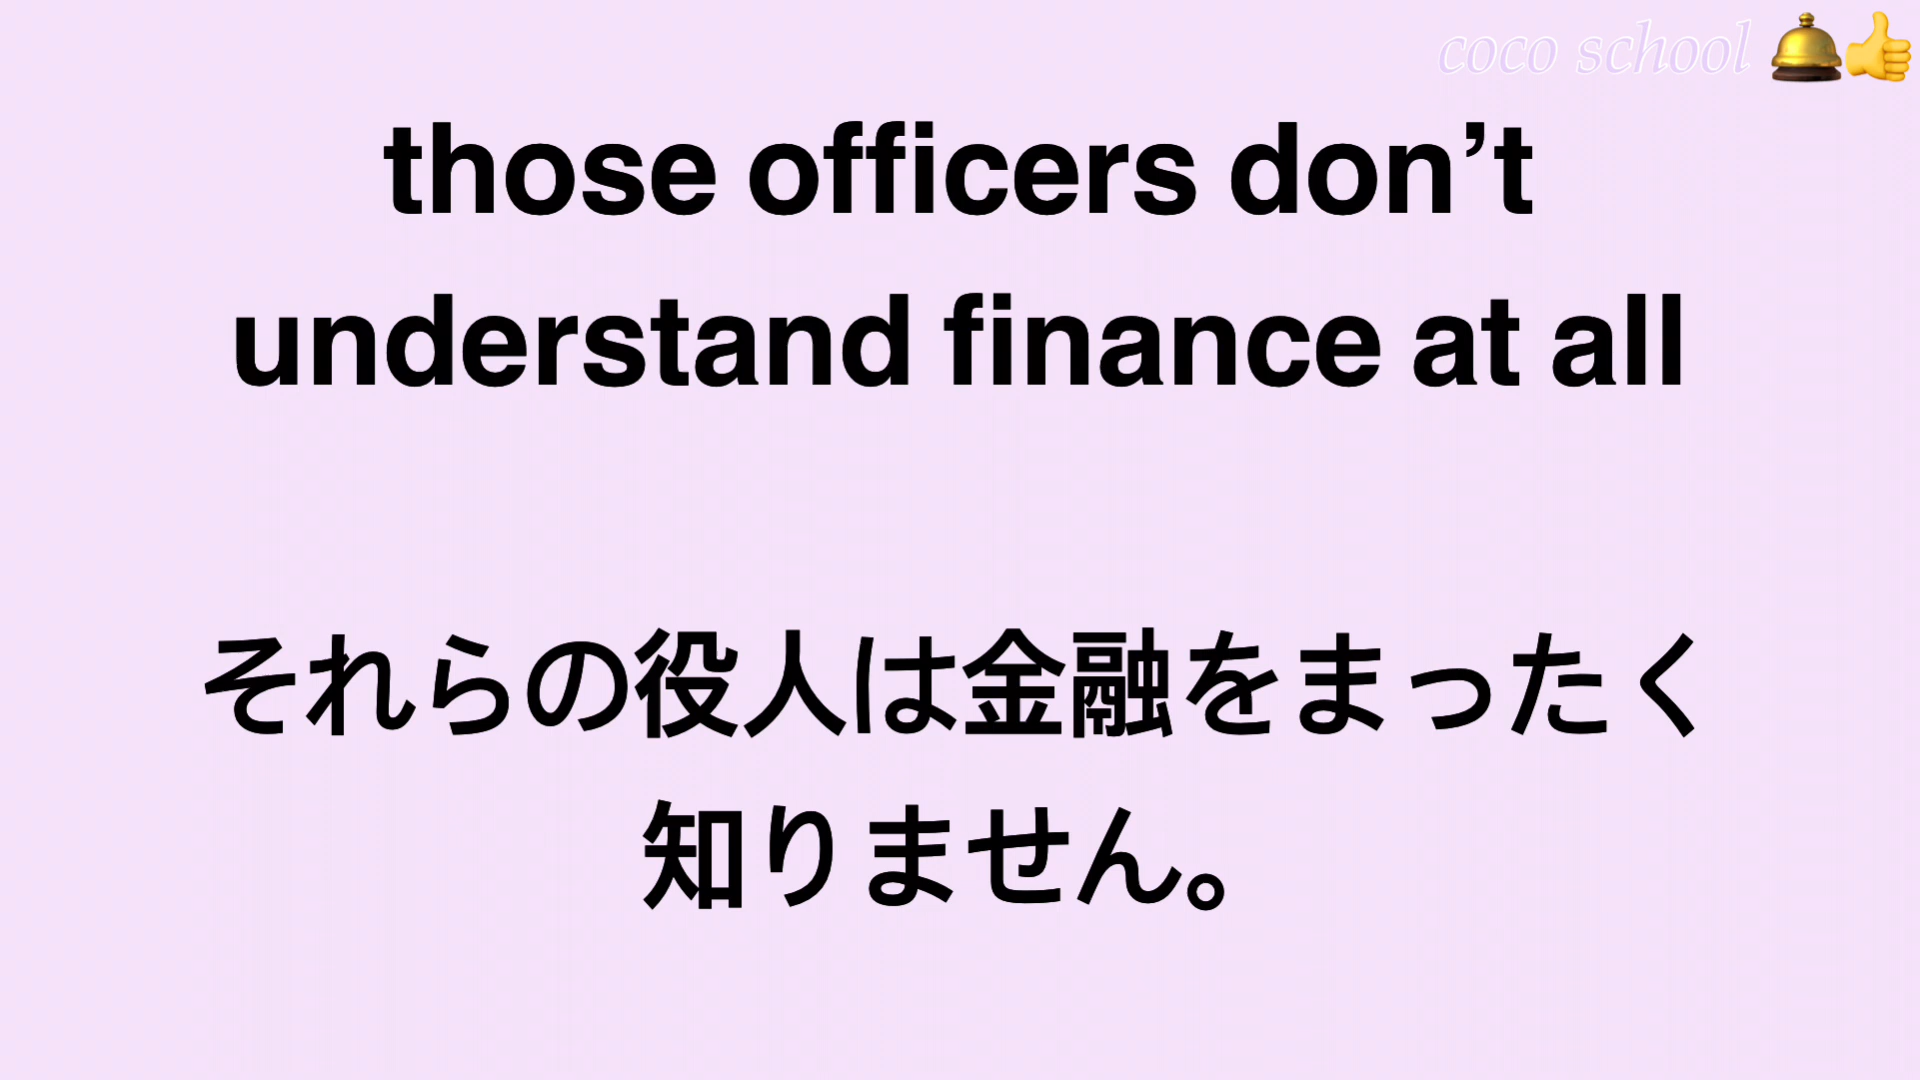 coco school
those officers don’t
understand finance at all
それらの役人は金融をまったく
知りません。